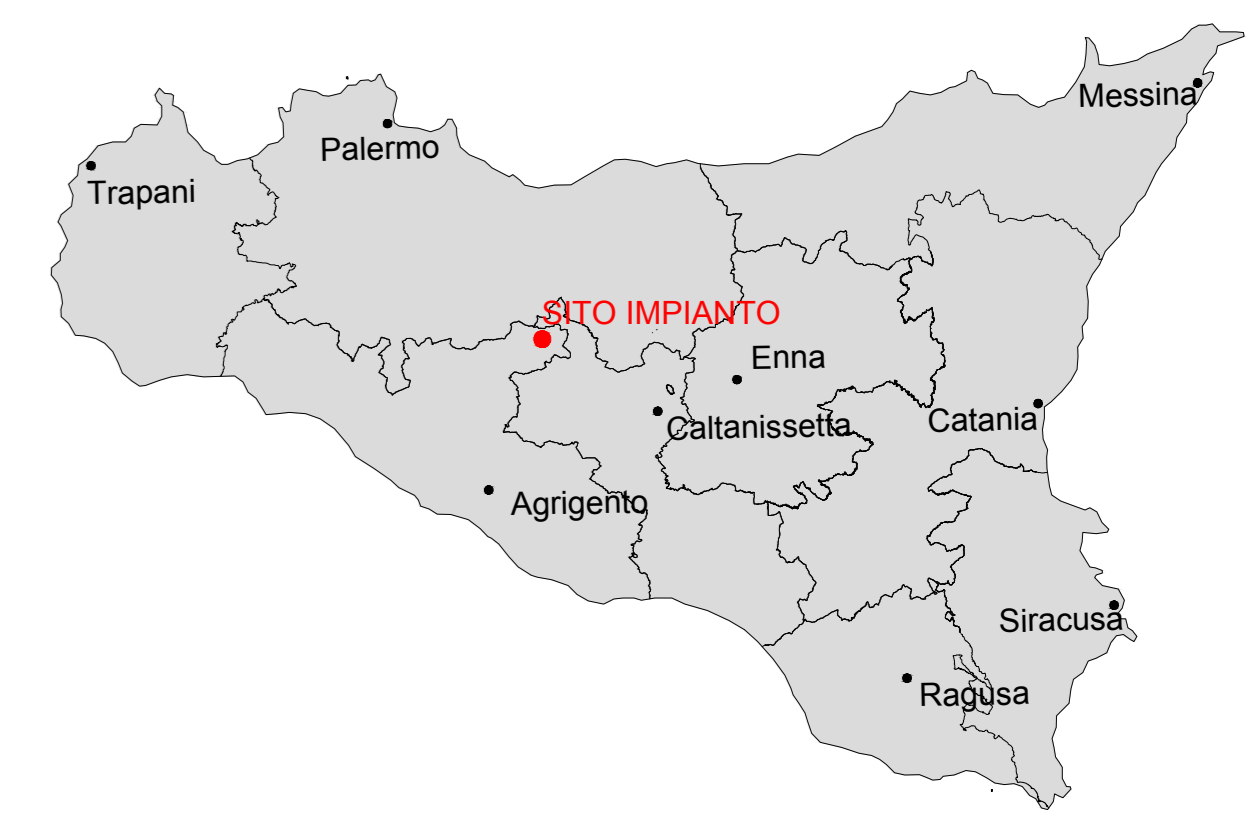 Messina
Palermo
Trapani
SITO IMPIANTO
Enna
Caltanissetta
Catania
Agrigento
Siracusa
Ragusa